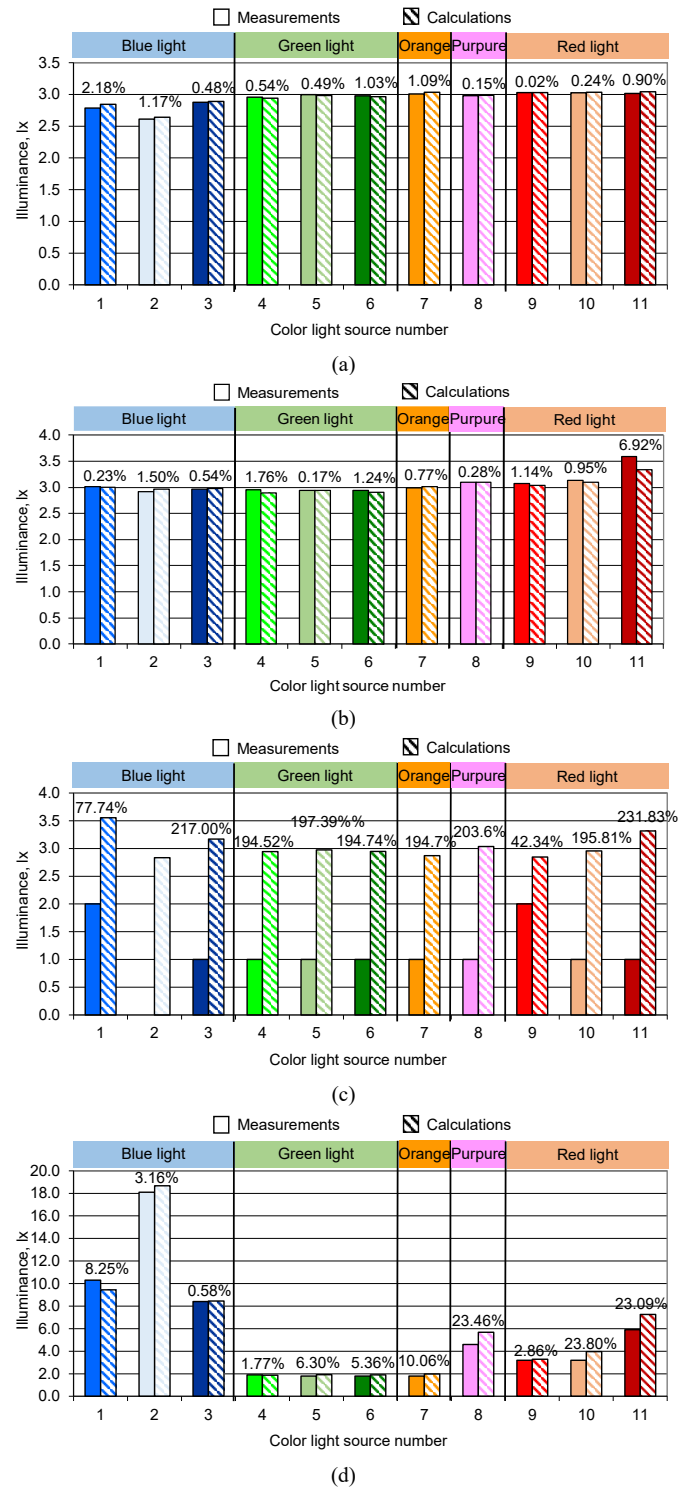 Measurements Calculations
Blue light Green light Orange Purpure Red light
3.5
3.0
2.5
2.0
1.5
1.0
0.5
0.0
Illuminance, lx
2.18% 1.17% 0.48% 0.54% 0.49% 1.03% 1.09% 0.15% 0.02% 0.24% 0.90%
1 2 3 4 5 6 7 8 9 10 11
Color light source number
(a)
Measurements Calculations
Blue light Green light Orange Purpure Red light
4.0
3.5
3.0
2.5
2.0
1.5
1.0
0.5
0.0
Illuminance, lx
0.23% 1.50% 0.54% 1.76% 0.17% 1.24% 0.77% 0.28% 1.14% 0.95% 6.92%
1 2 3 4 5 6 7 8 9 10 11
Color light source number
(b)
Measurements Calculations
Blue light Green light Orange Purpure Red light
4.0
3.5
3.0
2.5
2.0
1.5
1.0
0.5
0.0
Illuminance, lx
77.74% 217.00% 194.52% 197.39%% 194.74% 194.7% 203.6% 42.34% 195.81% 231.83%
1 2 3 4 5 6 7 8 9 10 11
Color light source number
(c)
Measurements Calculations
Blue light Green light Orange Purpure Red light
20.0
18.0
16.0
14.0
12.0
10.0
8.0
6.0
4.0
2.0
0.0
Illuminance, lx
8.25% 3.16% 0.58% 1.77% 6.30% 5.36% 10.06% 23.46% 2.86% 23.80% 23.09%
1 2 3 4 5 6 7 8 9 10 11
Color light source number
(d)